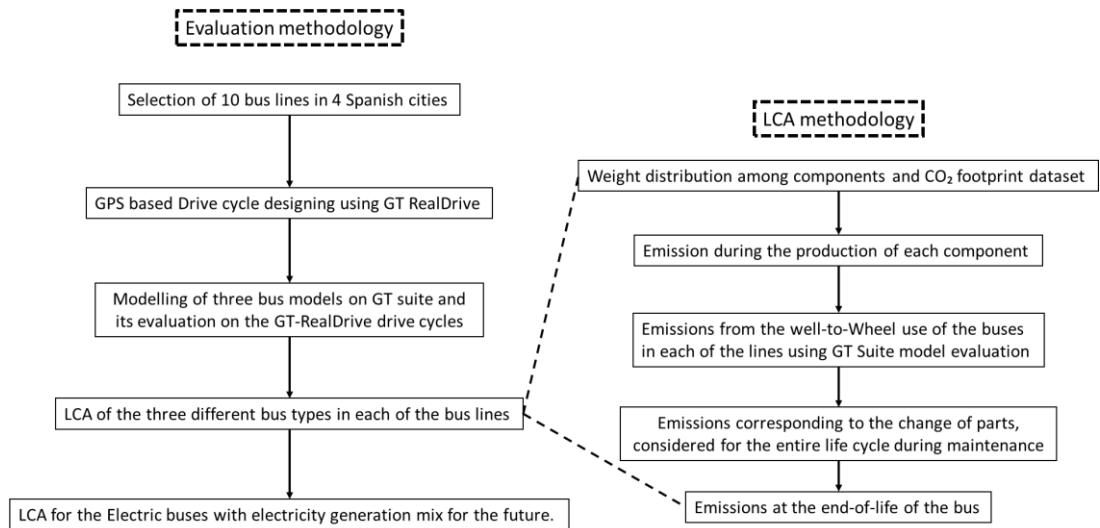 Evaluation methodology
Selection of 10 bus lines in 4 Spanish cities
GPS based Drive cycle designing using GT RealDrive
Modelling of three bus models on GT suite and
its evaluation on the GT-RealDrive drive cycles
LCA of the three different bus types in each of the bus lines
LCA for the Electric buses with electricity generation mix for the future.
LCA methodology
Weight distribution among components and CO₂ footprint dataset
Emission during the production of each component
Emissions from the well-to-Wheel use of the buses
in each of the lines using GT Suite model evaluation
Emissions corresponding to the change of parts,
considered for the entire life cycle during maintenance
Emissions at the end-of-life of the bus